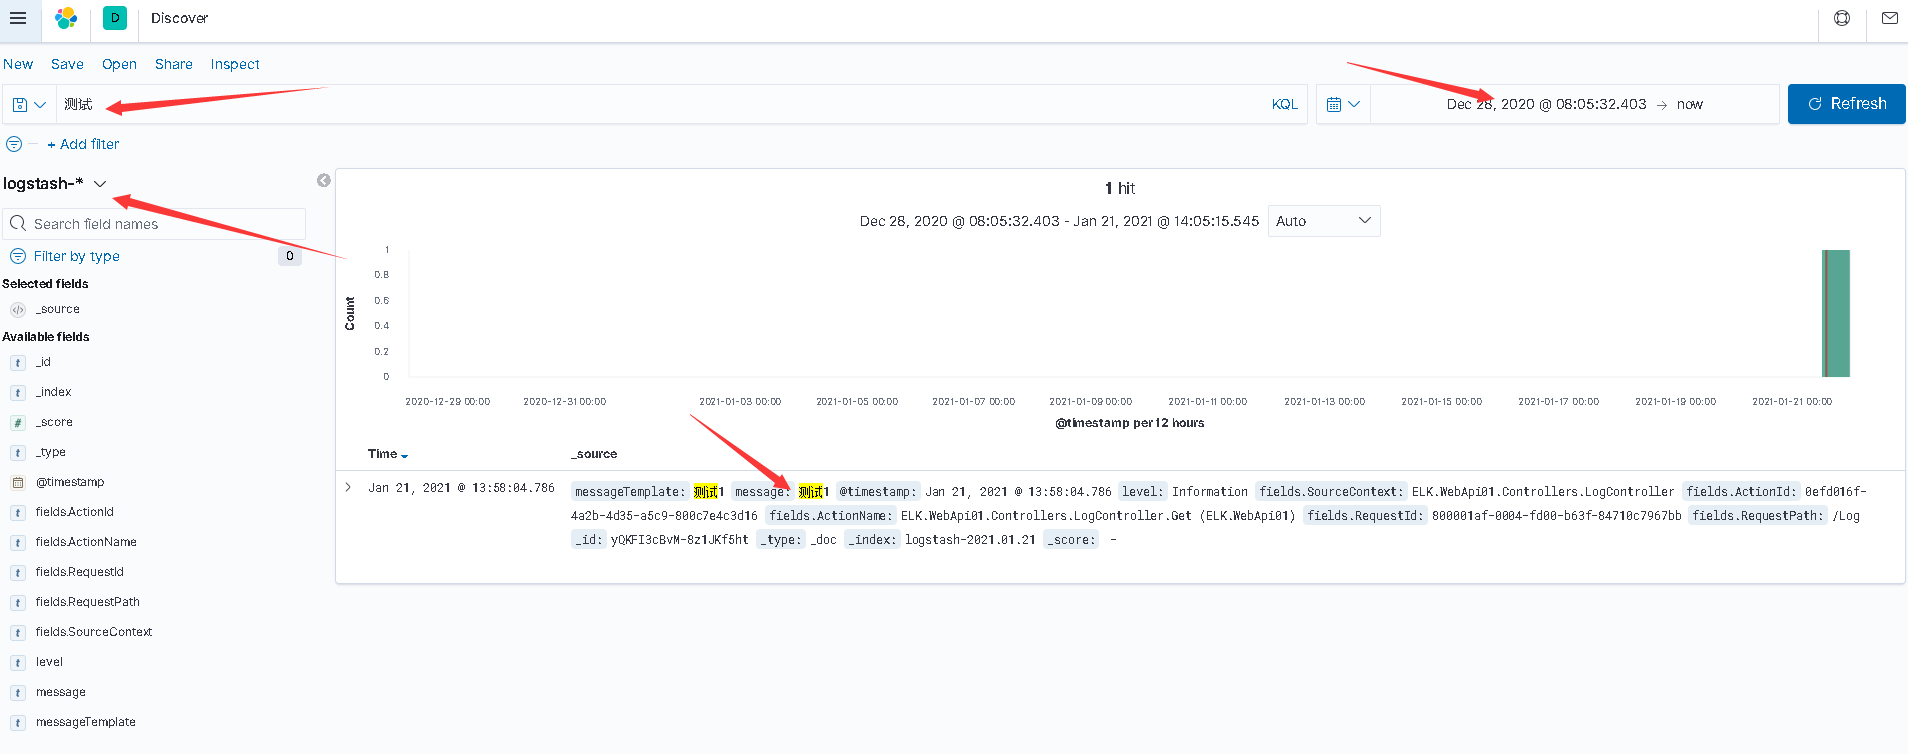 D Discover
New Save Open Share Inspect
测试 KQL Dec 28, 2020 @ 08:05:32.403 → now Refresh
+ Add filter
logstash-*
Search field names
Filter by type 0
Selected fields
_source
Available fields
_id
_index
_score
_type
@timestamp
fields.ActionId
fields.ActionName
fields.RequestId
fields.RequestPath
fields.SourceContext
level
message
messageTemplate
1 hit
Dec 28, 2020 @ 08:05:32.403 - Jan 21, 2021 @ 14:05:15.545 Auto
1
0.8
0.6
0.4
0.2
0
Count
2020-12-29 00:00 2020-12-31 00:00 2021-01-03 00:00 2021-01-05 00:00 2021-01-07 00:00 2021-01-09 00:00 2021-01-11 00:00 2021-01-13 00:00 2021-01-15 00:00 2021-01-17 00:00 2021-01-19 00:00 2021-01-21 00:00
@timestamp per 12 hours
Time _source
Jan 21, 2021 @ 13:58:04.786 messageTemplate: 测试1 message: 测试1 @timestamp: Jan 21, 2021 @ 13:58:04.786 level: Information fields.SourceContext: ELK.WebApi01.Controllers.LogController fields.ActionId: 0efd016f-
4a2b-4d35-a5c9-800c7e4c3d16 fields.ActionName: ELK.WebApi01.Controllers.LogController.Get (ELK.WebApi01) fields.RequestId: 800001af-0004-fd00-b63f-84710c7967bb fields.RequestPath: /Log
_id: yQKFI3cBvM-8z1JKf5ht _type: _doc _index: logstash-2021.01.21 _score: -